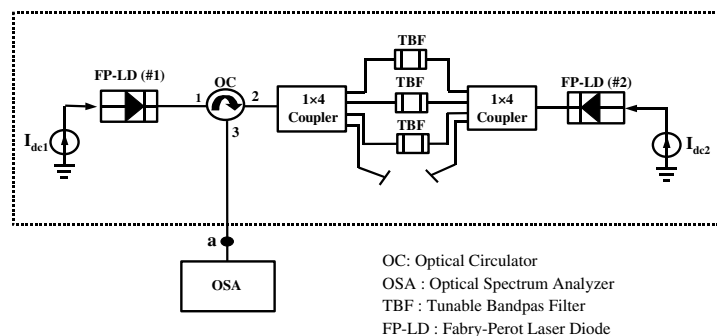 TBF
FP-LD (#1)
OC
TBF
FP-LD (#2)
1
2
1×4
Coupler
1×4
Coupler
3
TBF
Idc1
Idc2
a
OSA
OC: Optical Circulator
OSA : Optical Spectrum Analyzer
TBF : Tunable Bandpas Filter
FP-LD : Fabry-Perot Laser Diode